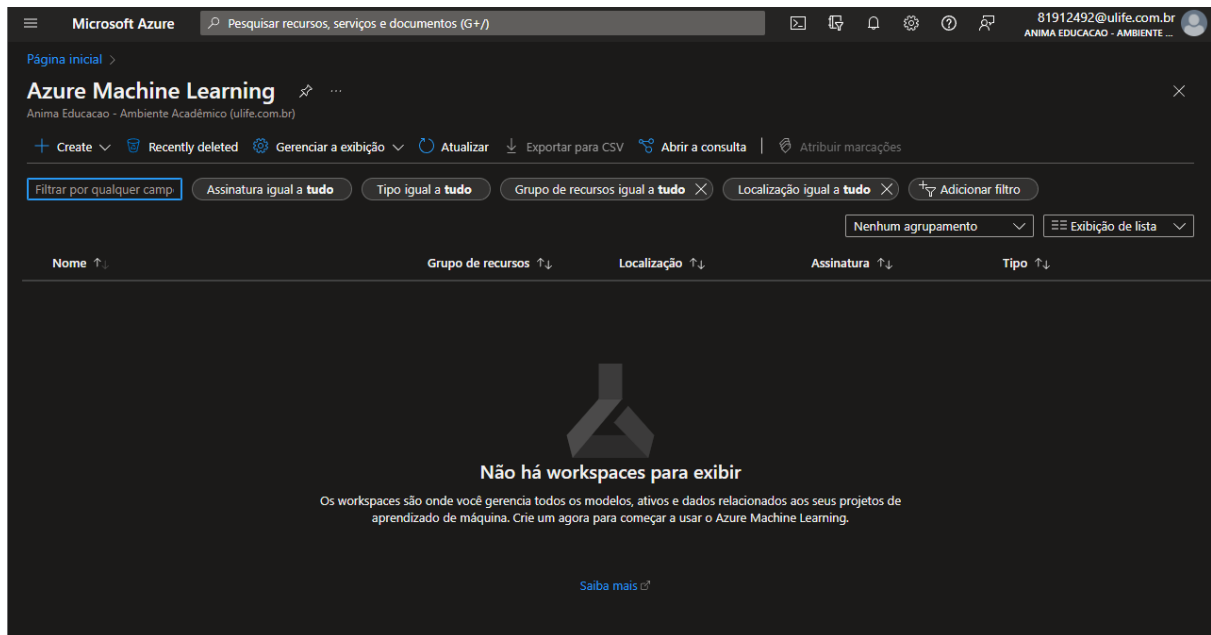 Microsoft Azure
Pesquisar recursos, serviços e documentos (G+/)
81912492@ulife.com.br
ANIMA EDUCACAO - AMBIENTE ...
Página inicial >
Azure Machine Learning
Anima Educacao - Ambiente Acadêmico (ulife.com.br)
Create Recently deleted Gerenciar a exibição Atualizar Exportar para CSV Abrir a consulta Atribuir marcações
Filtrar por qualquer camp Assinatura igual a tudo Tipo igual a tudo Grupo de recursos igual a tudo Localização igual a tudo Adicionar filtro
Nenhum agrupamento Exibição de lista
Nome Grupo de recursos Localização Assinatura Tipo
Não há workspaces para exibir
Os workspaces são onde você gerencia todos os modelos, ativos e dados relacionados aos seus projetos de
aprendizado de máquina. Crie um agora para começar a usar o Azure Machine Learning.
Saiba mais